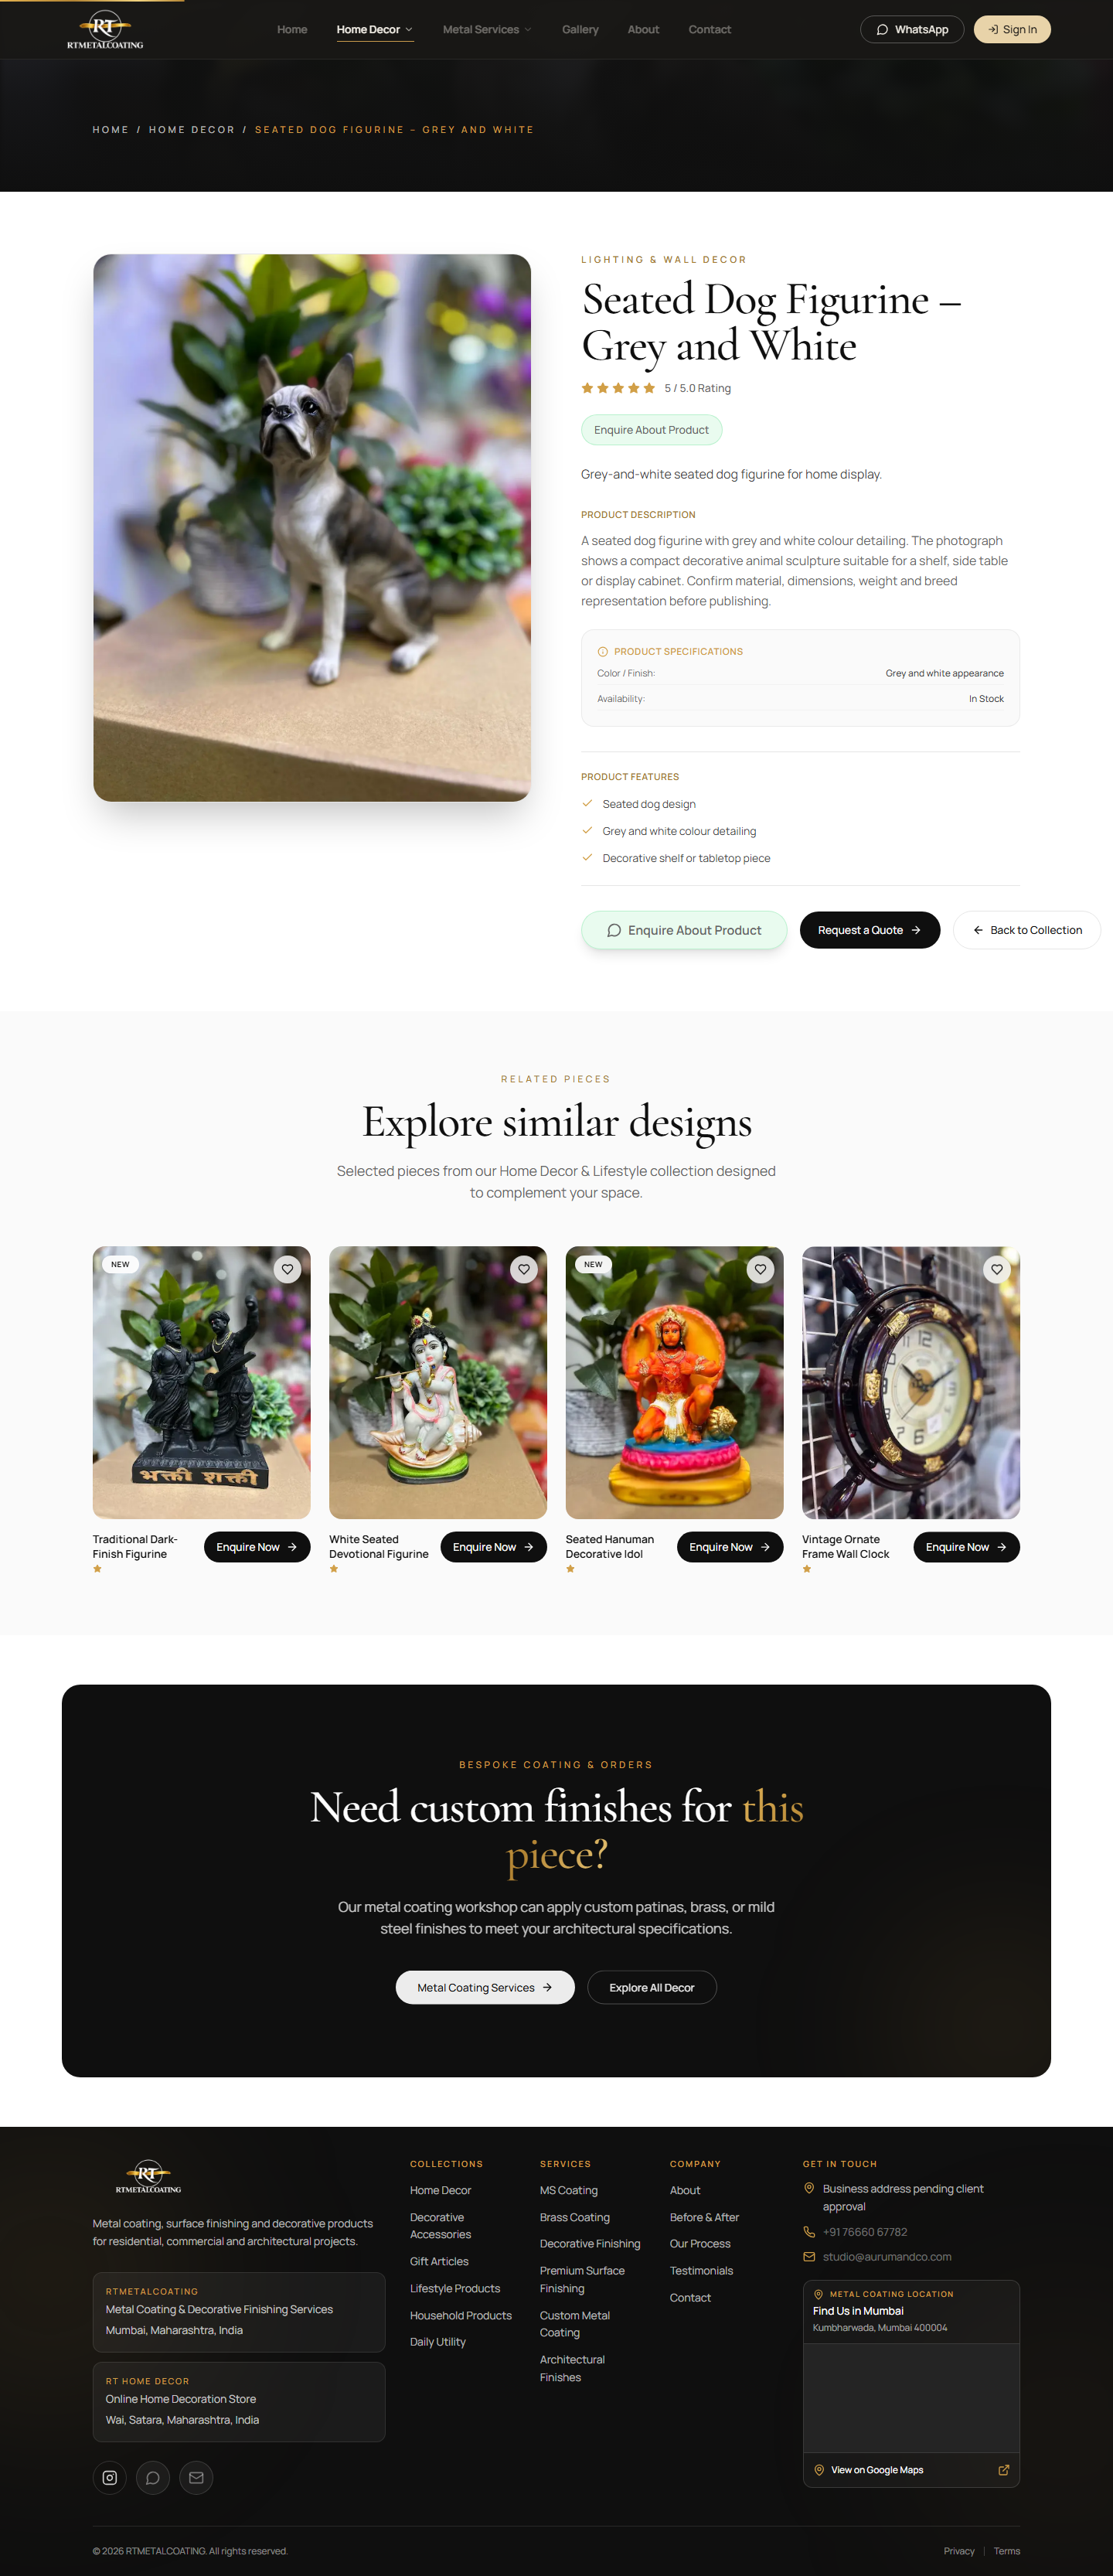 RT
RTMETALCOATING
Home
Home Decor
Metal Services
Gallery
About
Contact
WhatsApp
Sign In
HOME / HOME DECOR / SEATED DOG FIGURINE – GREY AND WHITE
LIGHTING & WALL DECOR
Seated Dog Figurine –
Grey and White
5 / 5.0 Rating
Enquire About Product
Grey-and-white seated dog figurine for home display.
PRODUCT DESCRIPTION
A seated dog figurine with grey and white colour detailing. The photograph
shows a compact decorative animal sculpture suitable for a shelf, side table
or display cabinet. Confirm material, dimensions, weight and breed
representation before publishing.
PRODUCT SPECIFICATIONS
Color / Finish: Grey and white appearance
Availability: In Stock
PRODUCT FEATURES
Seated dog design
Grey and white colour detailing
Decorative shelf or tabletop piece
Enquire About Product
Request a Quote
Back to Collection
RELATED PIECES
Explore similar designs
Selected pieces from our Home Decor & Lifestyle collection designed
to complement your space.
NEW
भक्ती शक्ती
NEW
Traditional Dark-
Finish Figurine
Enquire Now
White Seated
Devotional Figurine
Enquire Now
Seated Hanuman
Decorative Idol
Enquire Now
Vintage Ornate
Frame Wall Clock
Enquire Now
BESPOKE COATING & ORDERS
Need custom finishes for this
piece?
Our metal coating workshop can apply custom patinas, brass, or mild
steel finishes to meet your architectural specifications.
Metal Coating Services
Explore All Decor
RT
RTMETALCOATING
Metal coating, surface finishing and decorative products
for residential, commercial and architectural projects.
RTMETALCOATING
Metal Coating & Decorative Finishing Services
Mumbai, Maharashtra, India
RT HOME DECOR
Online Home Decoration Store
Wai, Satara, Maharashtra, India
COLLECTIONS
Home Decor
Decorative
Accessories
Gift Articles
Lifestyle Products
Household Products
Daily Utility
SERVICES
MS Coating
Brass Coating
Decorative Finishing
Premium Surface
Finishing
Custom Metal
Coating
Architectural
Finishes
COMPANY
About
Before & After
Our Process
Testimonials
Contact
GET IN TOUCH
Business address pending client
approval
+91 76660 67782
studio@aurumandco.com
METAL COATING LOCATION
Find Us in Mumbai
Kumbharwada, Mumbai 400004
View on Google Maps
© 2026 RTMETALCOATING. All rights reserved.
Privacy | Terms